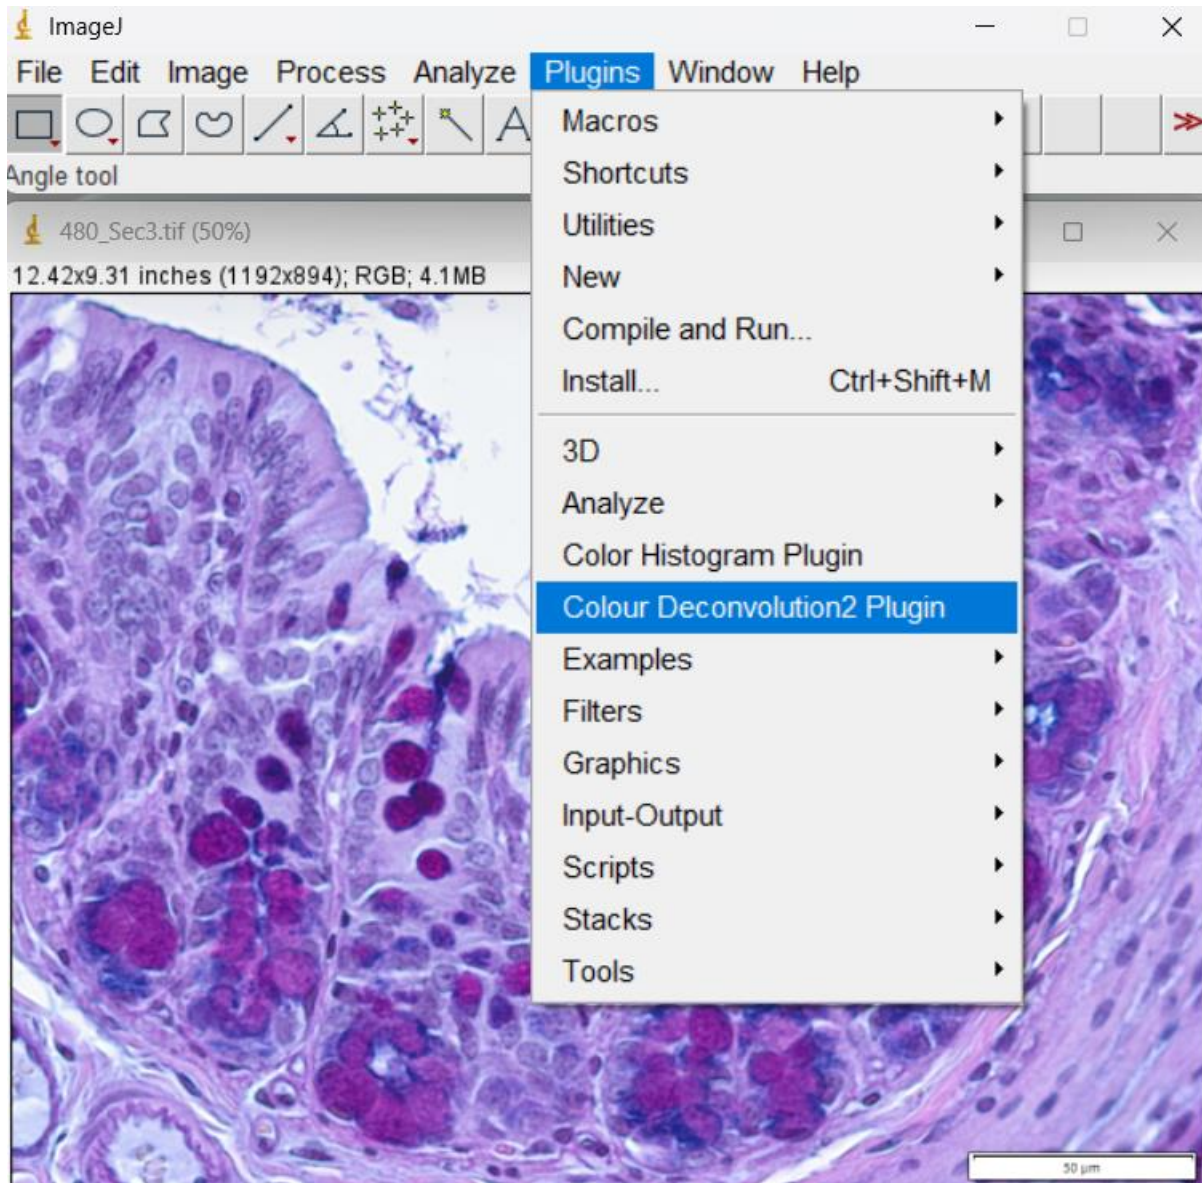 ImageJ
File Edit Image Process Analyze Plugins Window Help
A
Angle tool
480_Sec3.tif (50%)
12.42x9.31 inches (1192x894); RGB; 4.1MB
Macros
Shortcuts
Utilities
New
Compile and Run...
Install... Ctrl+Shift+M
3D
Analyze
Color Histogram Plugin
Colour Deconvolution2 Plugin
Examples
Filters
Graphics
Input-Output
Scripts
Stacks
Tools
50 µm